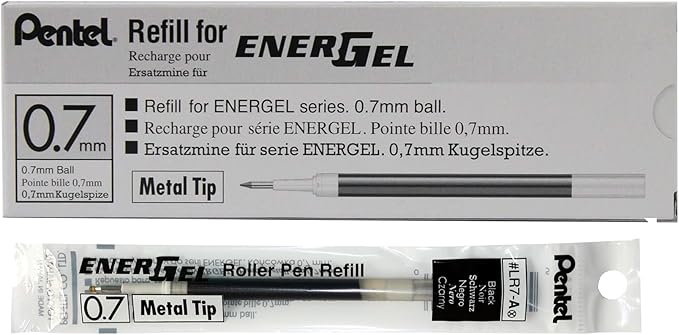 Pentel® Refill for ENERGEL
Recharge pour
Ersatzmine für
0.7 mm
0.7mm Ball
Pointe bille 0,7mm
0,7mm Kugelspize
■ Refill for ENERGEL series. 0.7mm ball.
■ Recharge pour série ENERGEL. Pointe bille 0,7mm.
■ Ersatzmine für serie ENERGEL. 0,7mm Kugelspitze.
Metal Tip
ENERGEL Roller Pen Refill
0.7 Metal Tip
Black
Noir
Schwarz
Negro
Nero
Czarny
#LR7-A
Pentel®